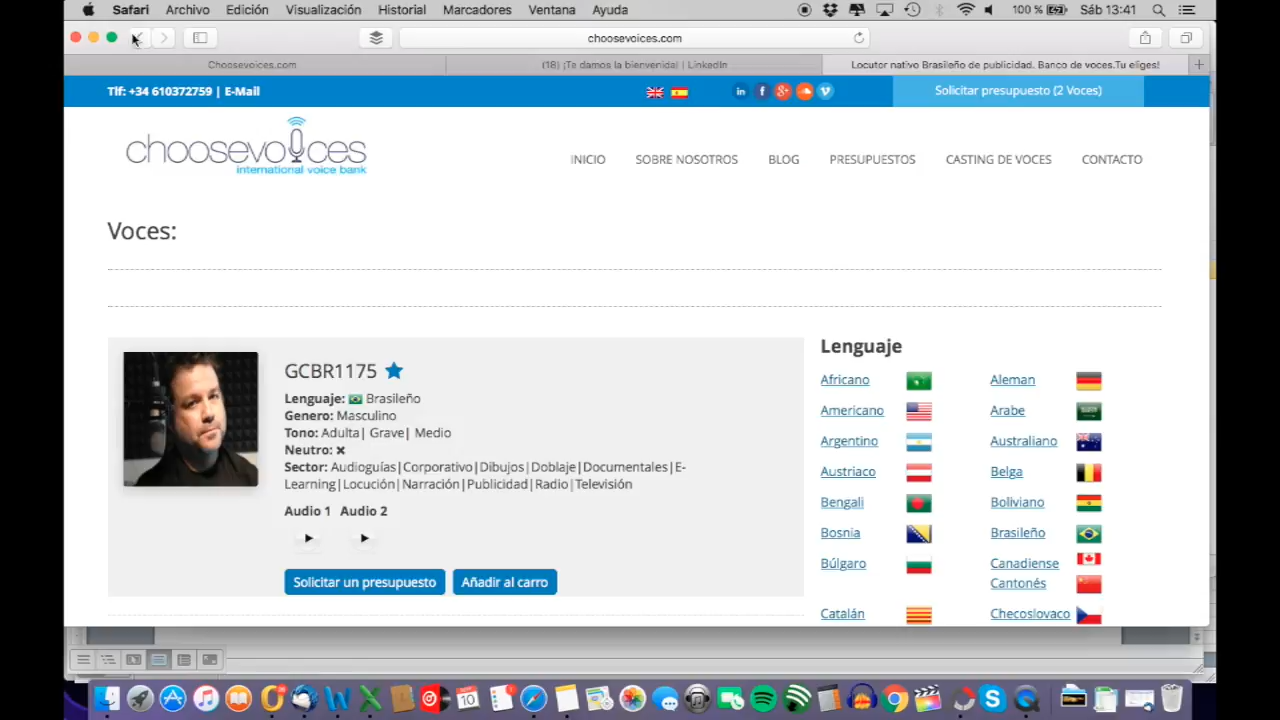 Safari Archivo Edición Visualización Historial Marcadores Ventana Ayuda 100 % Sáb 13:41
choosevoices.com
Choosevoices.com (18) ¡Te damos la bienvenida! | LinkedIn Locutor nativo Brasileño de publicidad. Banco de voces.Tu eliges!
Tlf: +34 610372759 | E-Mail Solicitar presupuesto (2 Voces)
choosevoices
international voice bank
INICIO SOBRE NOSOTROS BLOG PRESUPUESTOS CASTING DE VOCES CONTACTO
Voces:
GCBR1175
Lenguaje: Brasileño
Genero: Masculino
Tono: Adulta| Grave| Medio
Neutro:
Sector: Audioguías|Corporativo|Dibujos|Doblaje|Documentales|E-
Learning|Locución|Narración|Publicidad|Radio|Televisión
Audio 1 Audio 2
Solicitar un presupuesto Añadir al carro
Lenguaje
Africano Aleman
Americano Arabe
Argentino Australiano
Austriaco Belga
Bengali Boliviano
Bosnia Brasileño
Búlgaro Canadiense
Cantonés
Catalán Checoslovaco